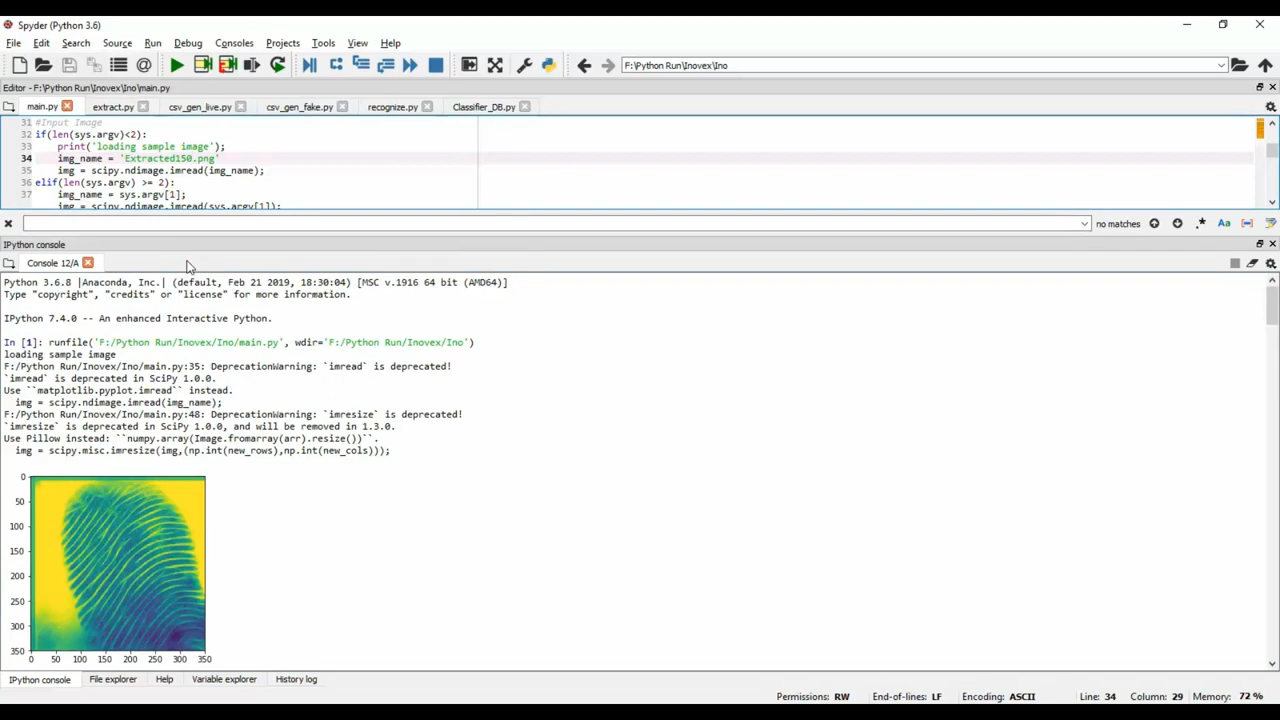 Spyder (Python 3.6)
File Edit Search Source Run Debug Consoles Projects Tools View Help
F:\Python Run\Inovex\Ino
Editor - F:\Python Run\Inovex\Ino\main.py
main.py extract.py csv_gen_live.py csv_gen_fake.py recognize.py Classifier_DB.py
31 #Input Image
32 if(len(sys.argv)<2):
33 print('loading sample image');
34 img_name = 'Extracted150.png'
35 img = scipy.ndimage.imread(img_name);
36 elif(len(sys.argv) >= 2):
37 img_name = sys.argv[1];
img = scipy.ndimage.imread(sys.argv[1]);
no matches Aa
IPython console
Console 12/A
Python 3.6.8 |Anaconda, Inc.| (default, Feb 21 2019, 18:30:04) [MSC v.1916 64 bit (AMD64)]
Type "copyright", "credits" or "license" for more information.
IPython 7.4.0 -- An enhanced Interactive Python.
In [1]: runfile('F:/Python Run/Inovex/Ino/main.py', wdir='F:/Python Run/Inovex/Ino')
loading sample image
F:/Python Run/Inovex/Ino/main.py:35: DeprecationWarning: `imread` is deprecated!
`imread` is deprecated in SciPy 1.0.0.
Use ``matplotlib.pyplot.imread`` instead.
img = scipy.ndimage.imread(img_name);
F:/Python Run/Inovex/Ino/main.py:48: DeprecationWarning: `imresize` is deprecated!
`imresize` is deprecated in SciPy 1.0.0, and will be removed in 1.3.0.
Use Pillow instead: ``numpy.array(Image.fromarray(arr).resize())``.
img = scipy.misc.imresize(img,(np.int(new_rows),np.int(new_cols)));
0
50
100
150
200
250
300
350
0 50 100 150 200 250 300 350
IPython console File explorer Help Variable explorer History log
Permissions: RW End-of-lines: LF Encoding: ASCII Line: 34 Column: 29 Memory: 72 %